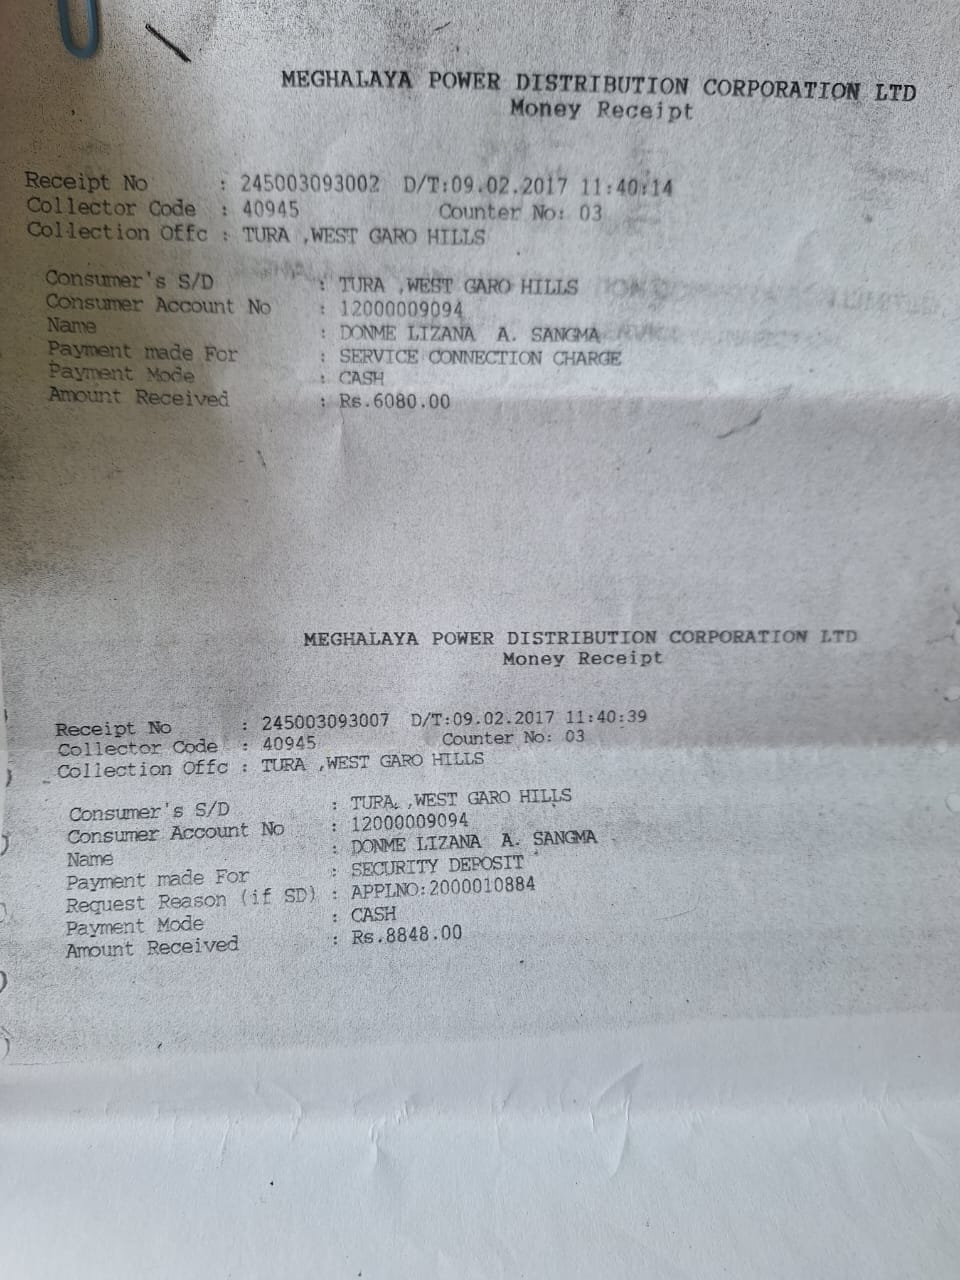 MEGHALAYA POWER DISTRIBUTION CORPORATION LTD
Money Receipt
Receipt No : 245003093002 D/T:09.02.2017 11:40:14
Collector Code : 40945 Counter No: 03
Collection Offc : TURA ,WEST GARO HILLS
Consumer's S/D : TURA ,WEST GARO HILLS
Consumer Account No : 12000009094
Name : DONME LIZANA A. SANGMA
Payment made For : SERVICE CONNECTION CHARGE
Payment Mode : CASH
Amount Received : Rs.6080.00
MEGHALAYA POWER DISTRIBUTION CORPORATION LTD
Money Receipt
Receipt No : 245003093007 D/T:09.02.2017 11:40:39
Collector Code : 40945 Counter No: 03
Collection Offc : TURA ,WEST GARO HILLS
Consumer's S/D : TURA, ,WEST GARO HILLS
Consumer Account No : 12000009094
Name : DONME LIZANA A. SANGMA
Payment made For : SECURITY DEPOSIT
Request Reason (if SD) : APPLNO:2000010884
Payment Mode : CASH
Amount Received : Rs.8848.00